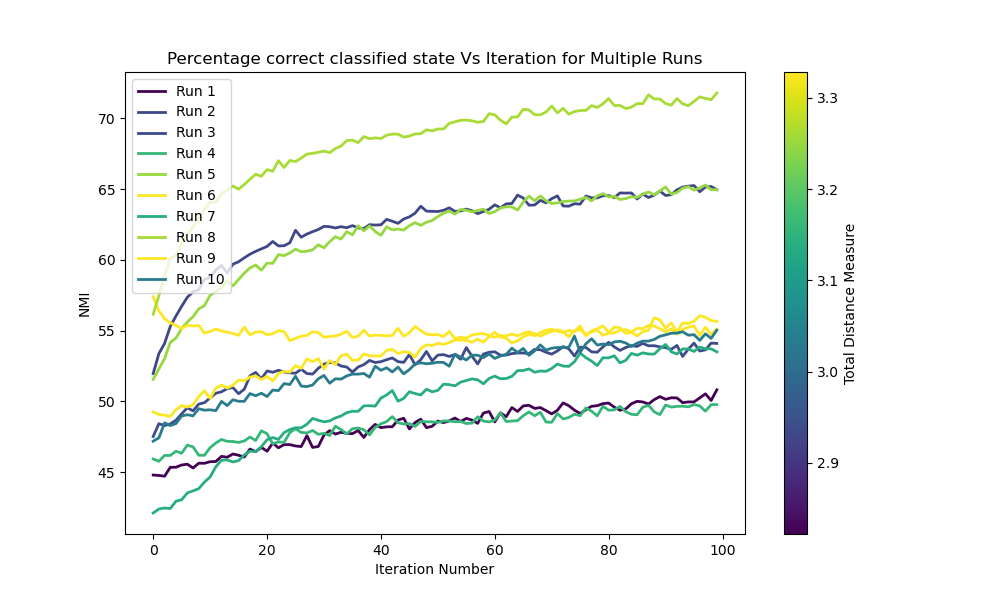 Percentage correct classified state Vs Iteration for Multiple Runs
Run 1
Run 2
Run 3
Run 4
Run 5
Run 6
Run 7
Run 8
Run 9
Run 10
70
65
60
55
50
45
NMI
0 20 40 60 80 100
Iteration Number
3.3
3.2
3.1
3.0
2.9
Total Distance Measure